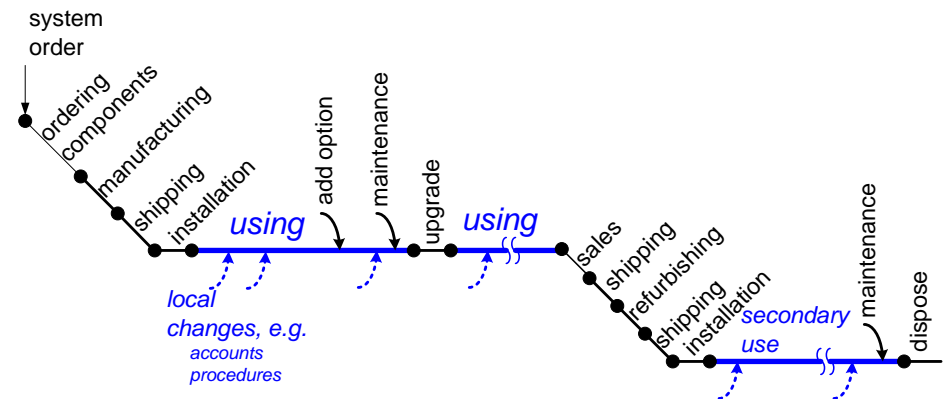 system
order
ordering
components
manufacturing
shipping
installation
using
add option
maintenance
upgrade
using
sales
shipping
refurbishing
shipping
installation
secondary
use
maintenance
dispose
local
changes, e.g.
accounts
procedures